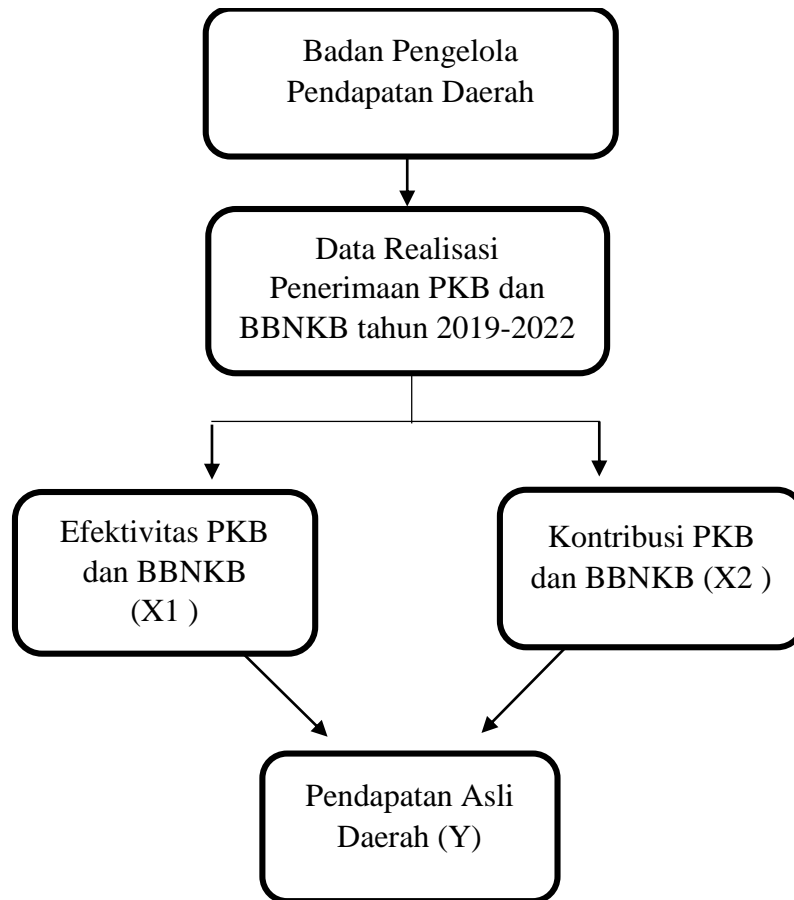 Badan Pengelola
Pendapatan Daerah
Data Realisasi
Penerimaan PKB dan
BBNKB tahun 2019-2022
Efektivitas PKB
dan BBNKB
(X1 )
Kontribusi PKB
dan BBNKB (X2 )
Pendapatan Asli
Daerah (Y)